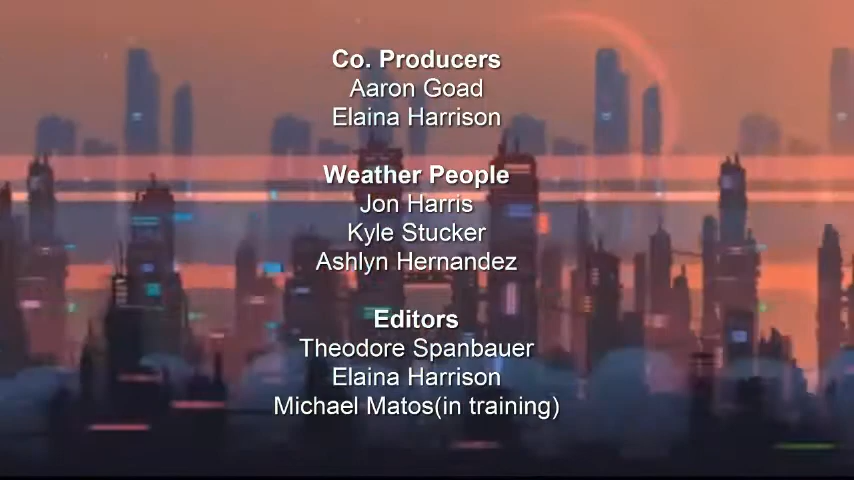 Co. Producers
Aaron Goad
Elaina Harrison
Weather People
Jon Harris
Kyle Stucker
Ashlyn Hernandez
Editors
Theodore Spanbauer
Elaina Harrison
Michael Matos(in training)